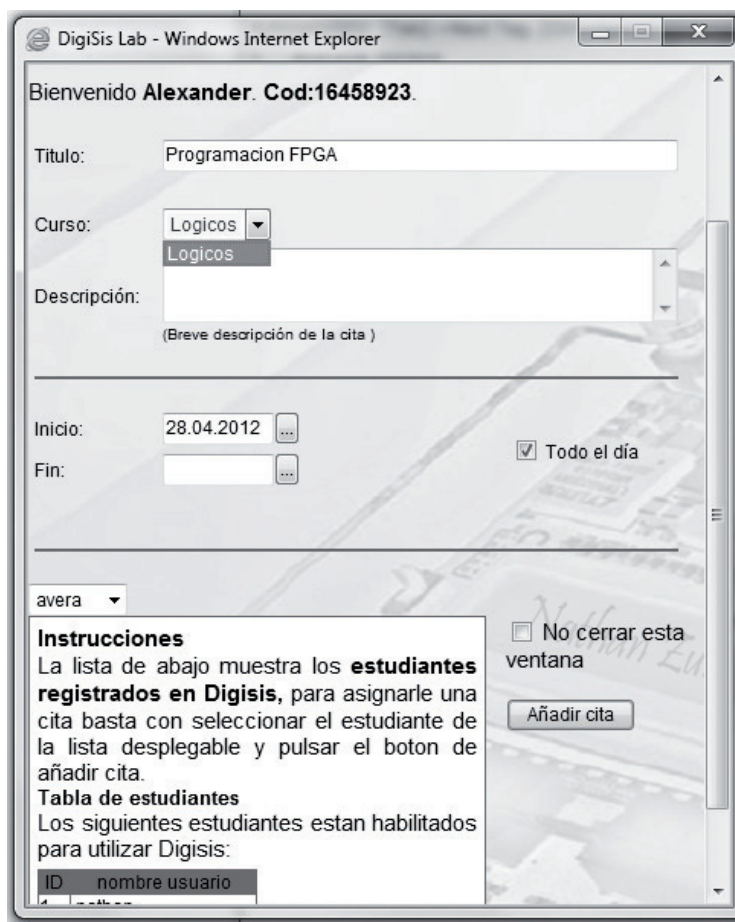 DigiSis Lab - Windows Internet Explorer
Bienvenido Alexander. Cod:16458923.
Titulo: Programacion FPGA
Curso: Logicos
Logicos
Descripción:
(Breve descripción de la cita )
Inicio: 28.04.2012 ...
Todo el día
Fin: ...
avera
No cerrar esta
ventana
Añadir cita
Instrucciones
La lista de abajo muestra los estudiantes
registrados en Digisis, para asignarle una
cita basta con seleccionar el estudiante de
la lista desplegable y pulsar el boton de
añadir cita.
Tabla de estudiantes
Los siguientes estudiantes estan habilitados
para utilizar Digisis:
ID nombre usuario
Nathan